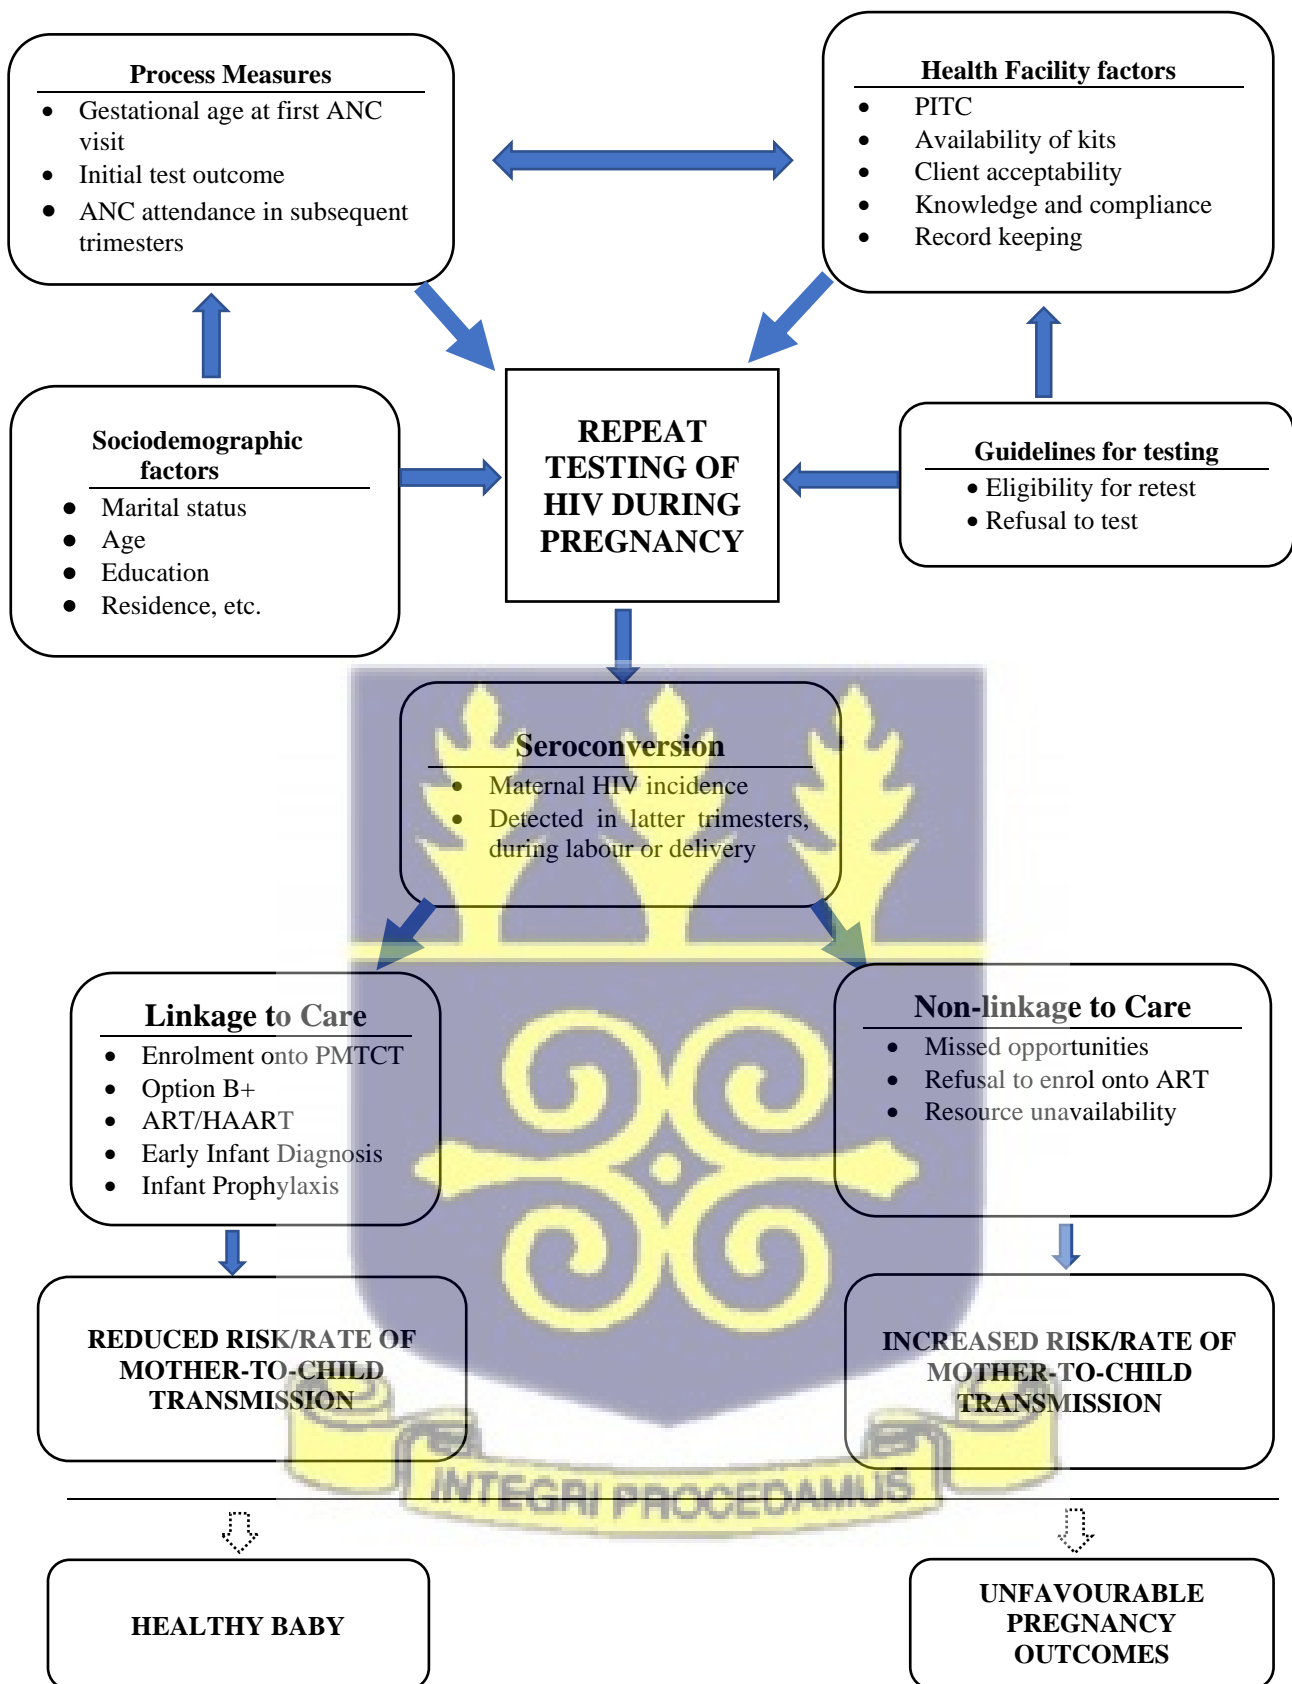 Process Measures
• Gestational age at first ANC
visit
• Initial test outcome
• ANC attendance in subsequent
trimesters
Health Facility factors
• PITC
• Availability of kits
• Client acceptability
• Knowledge and compliance
• Record keeping
Sociodemographic
factors
• Marital status
• Age
• Education
• Residence, etc.
REPEAT
TESTING OF
HIV DURING
PREGNANCY
Guidelines for testing
• Eligibility for retest
• Refusal to test
Seroconversion
• Maternal HIV incidence
• Detected in latter trimesters,
during labour or delivery
Linkage to Care
• Enrolment onto PMTCT
• Option B+
• ART/HAART
• Early Infant Diagnosis
• Infant Prophylaxis
Non-linkage to Care
• Missed opportunities
• Refusal to enrol onto ART
• Resource unavailability
REDUCED RISK/RATE OF
MOTHER-TO-CHILD
TRANSMISSION
INCREASED RISK/RATE OF
MOTHER-TO-CHILD
TRANSMISSION
INTEGRI PROCEDAMUS
HEALTHY BABY
UNFAVOURABLE
PREGNANCY
OUTCOMES